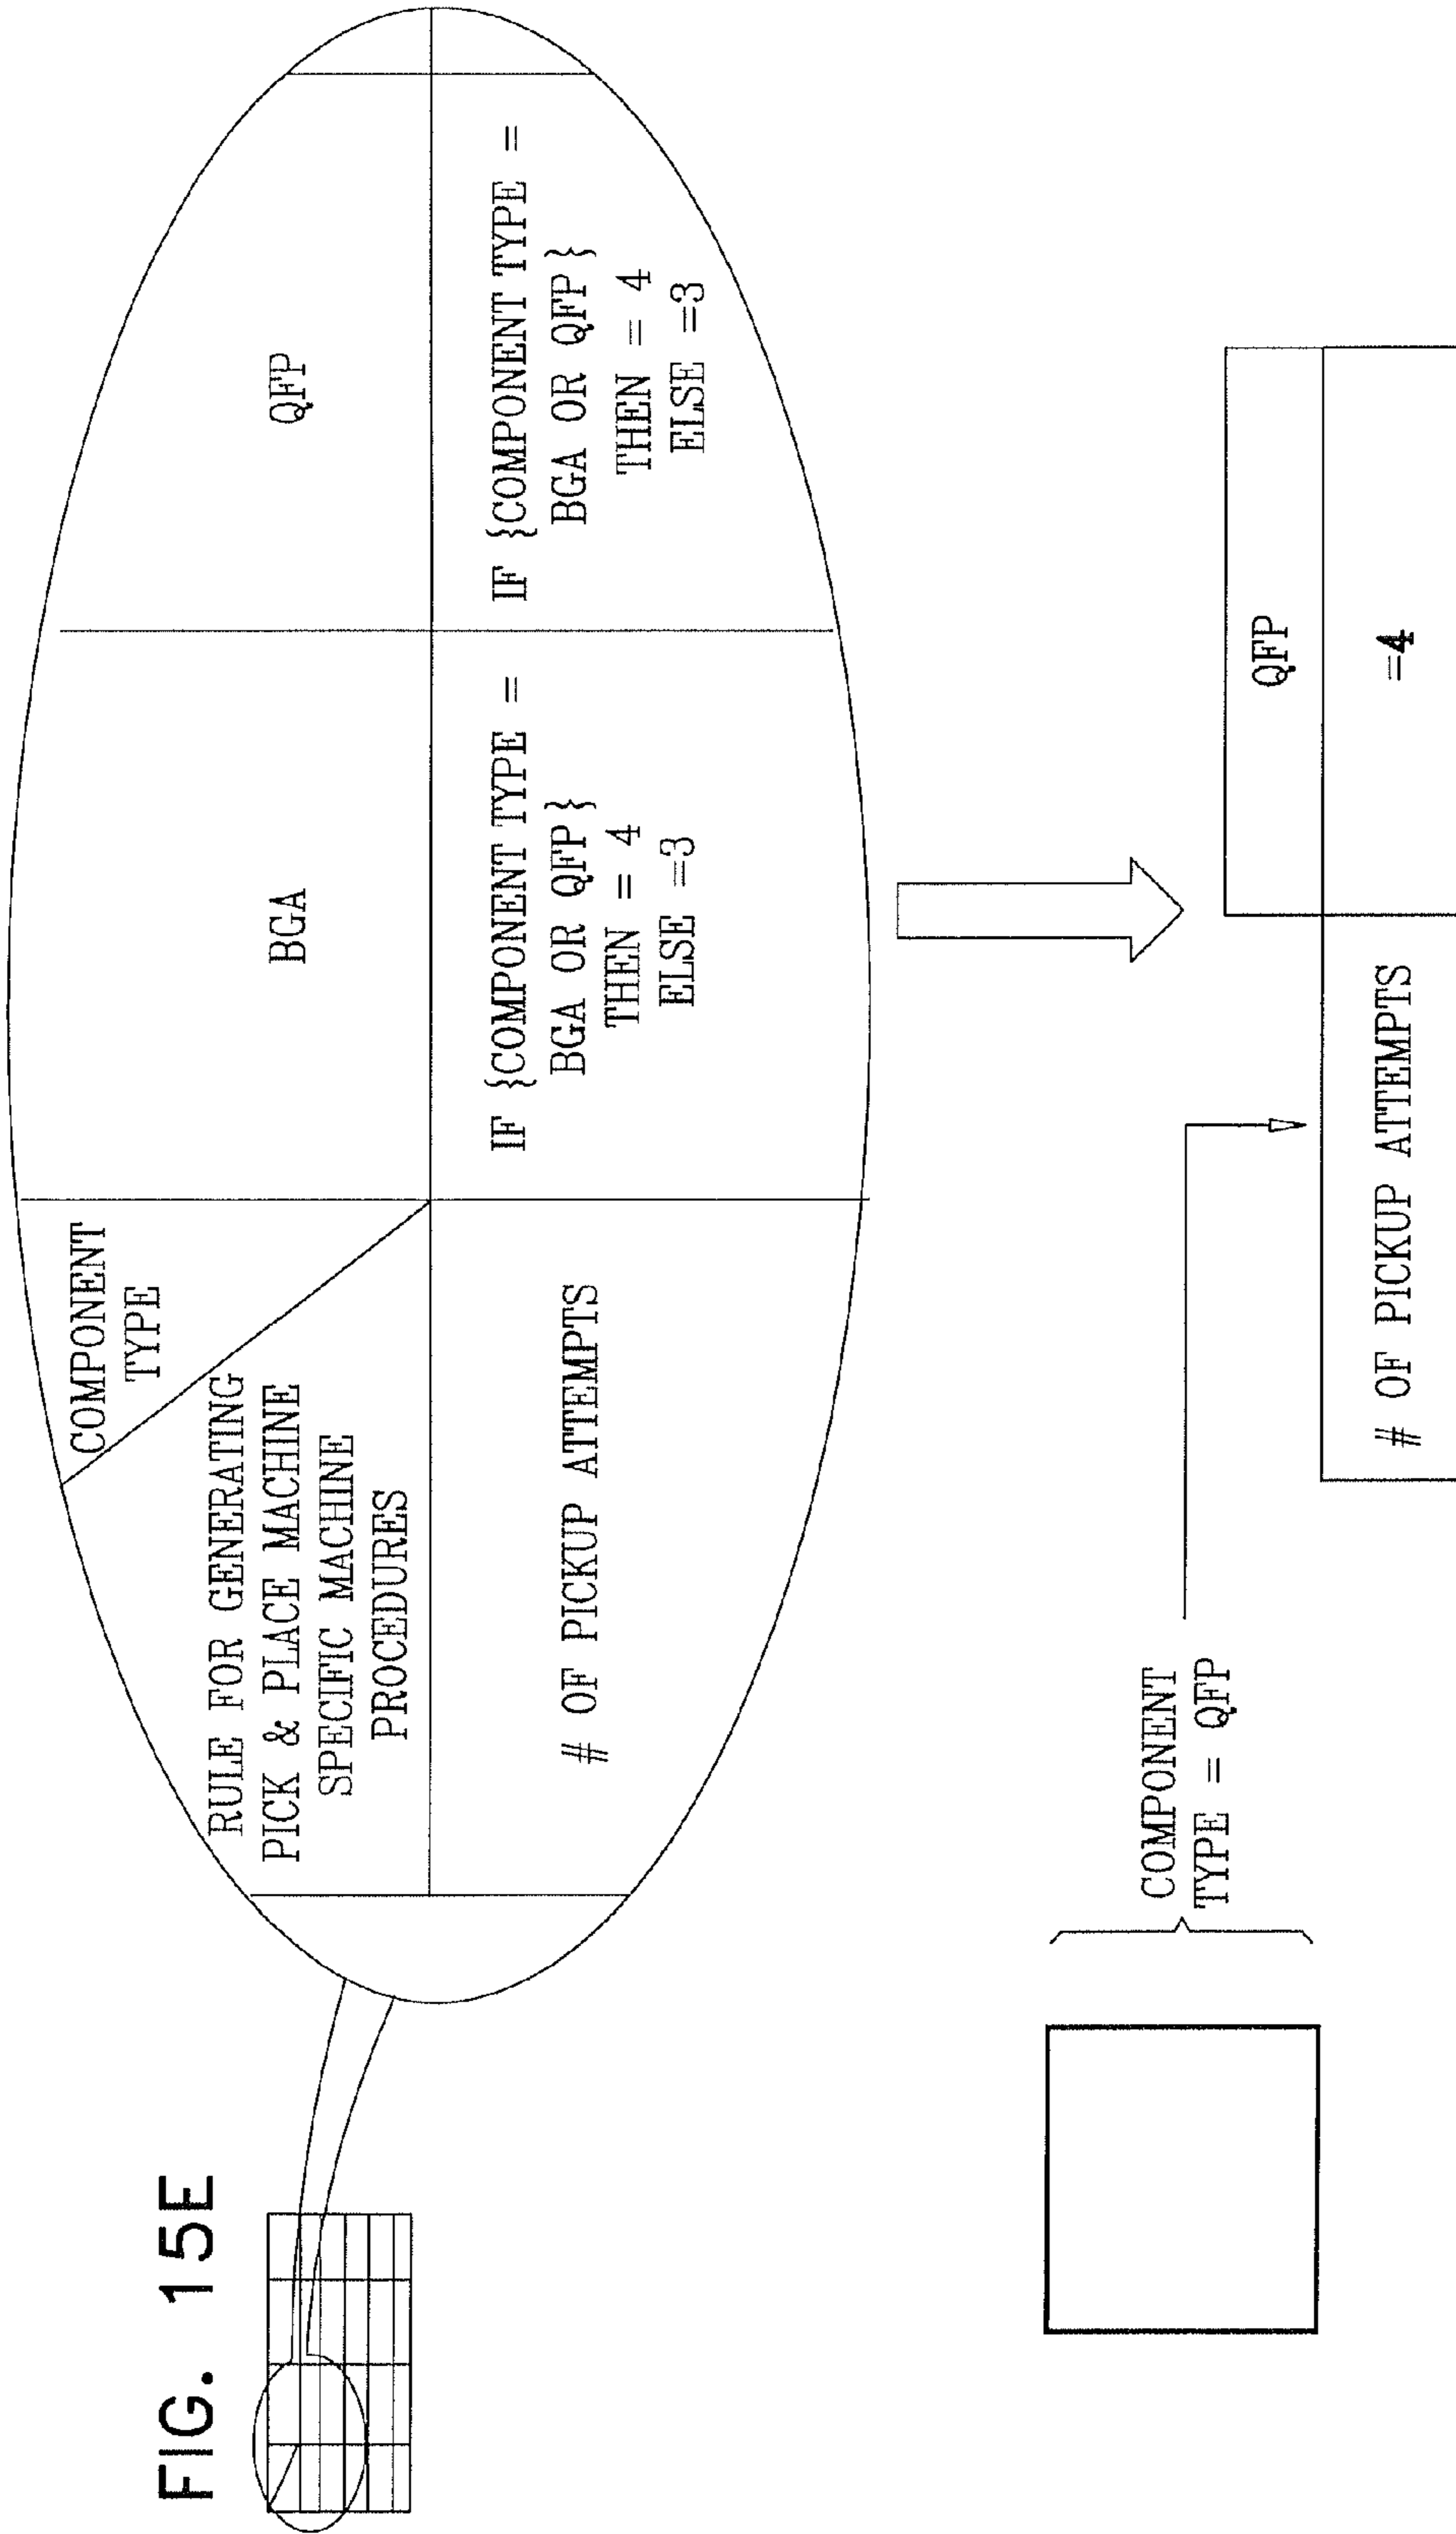 FIG. 15E
COMPONENT
TYPE
RULE FOR GENERATING
PICK & PLACE MACHINE
SPECIFIC MACHINE
PROCEDURES
BGA
QFP
# OF PICKUP ATTEMPTS
IF {COMPONENT TYPE =
BGA OR QFP}
THEN = 4
ELSE =3
IF {COMPONENT TYPE =
BGA OR QFP}
THEN = 4
ELSE =3
COMPONENT
TYPE = QFP
QFP
# OF PICKUP ATTEMPTS
=4